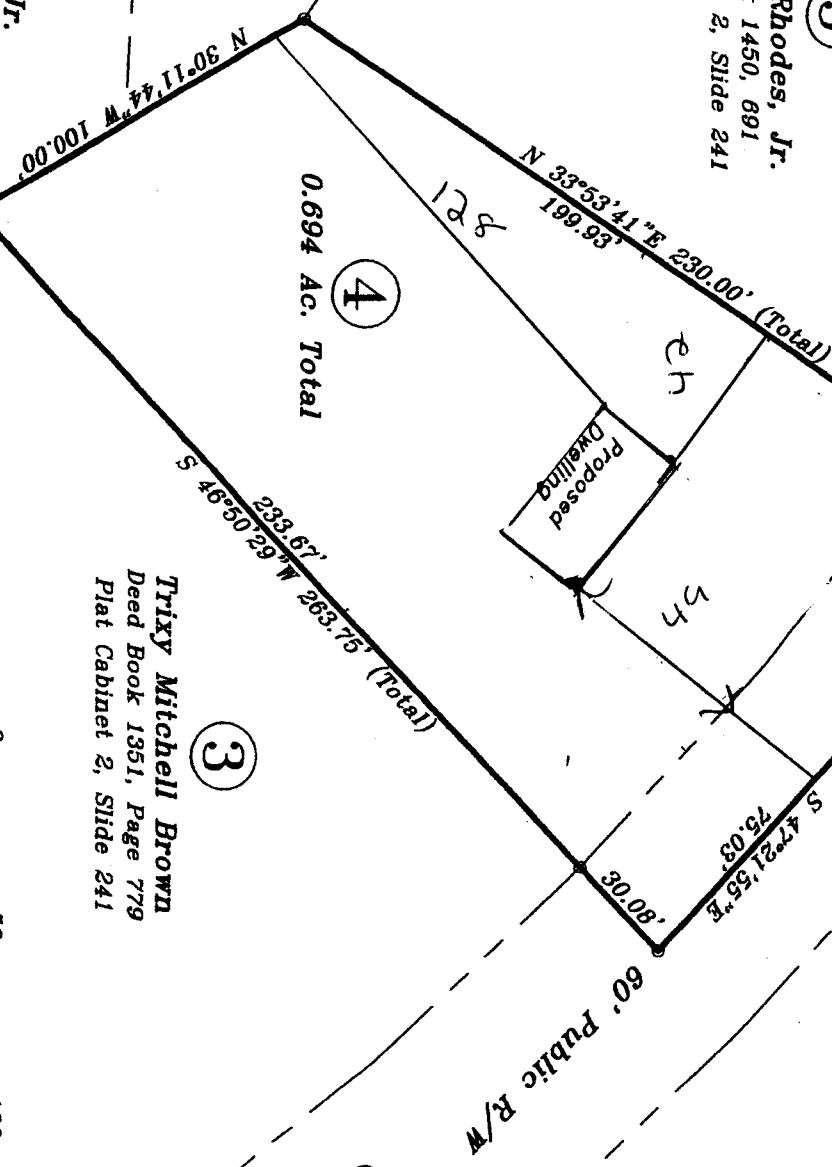 Rhodes, Jr.
1450, 691
2, Slide 241
Jr.
N 30°11'44"W 100.00'
N 33°53'41"E 230.00' (Total)
199.93'
128
42
4
0.694 Ac. Total
Proposed
Dwelling
44
233.67'
S 46°50'29"W 263.75' (Total)
3
Trixy Mitchell Brown
Deed Book 1351, Page 779
Plat Cabinet 2, Slide 241
S 47°21'55"E
75.03'
30.08'
60' Public R/W